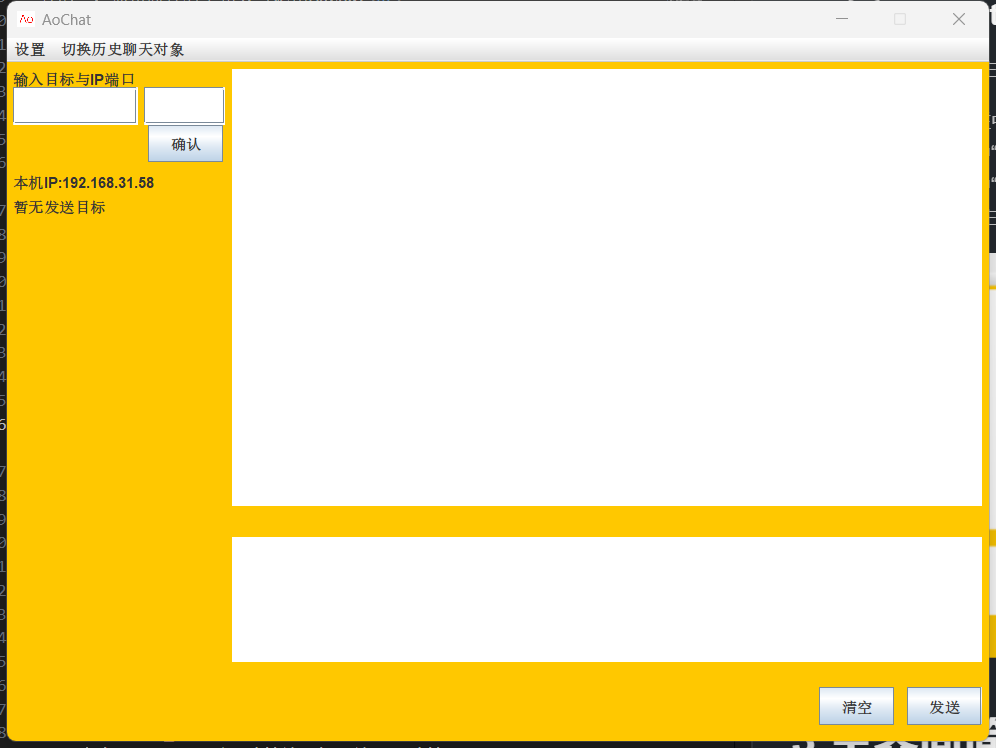 Ao AoChat
设置 切换历史聊天对象
输入目标与IP端口
确认
本机IP:192.168.31.58
暂无发送目标
清空 发送